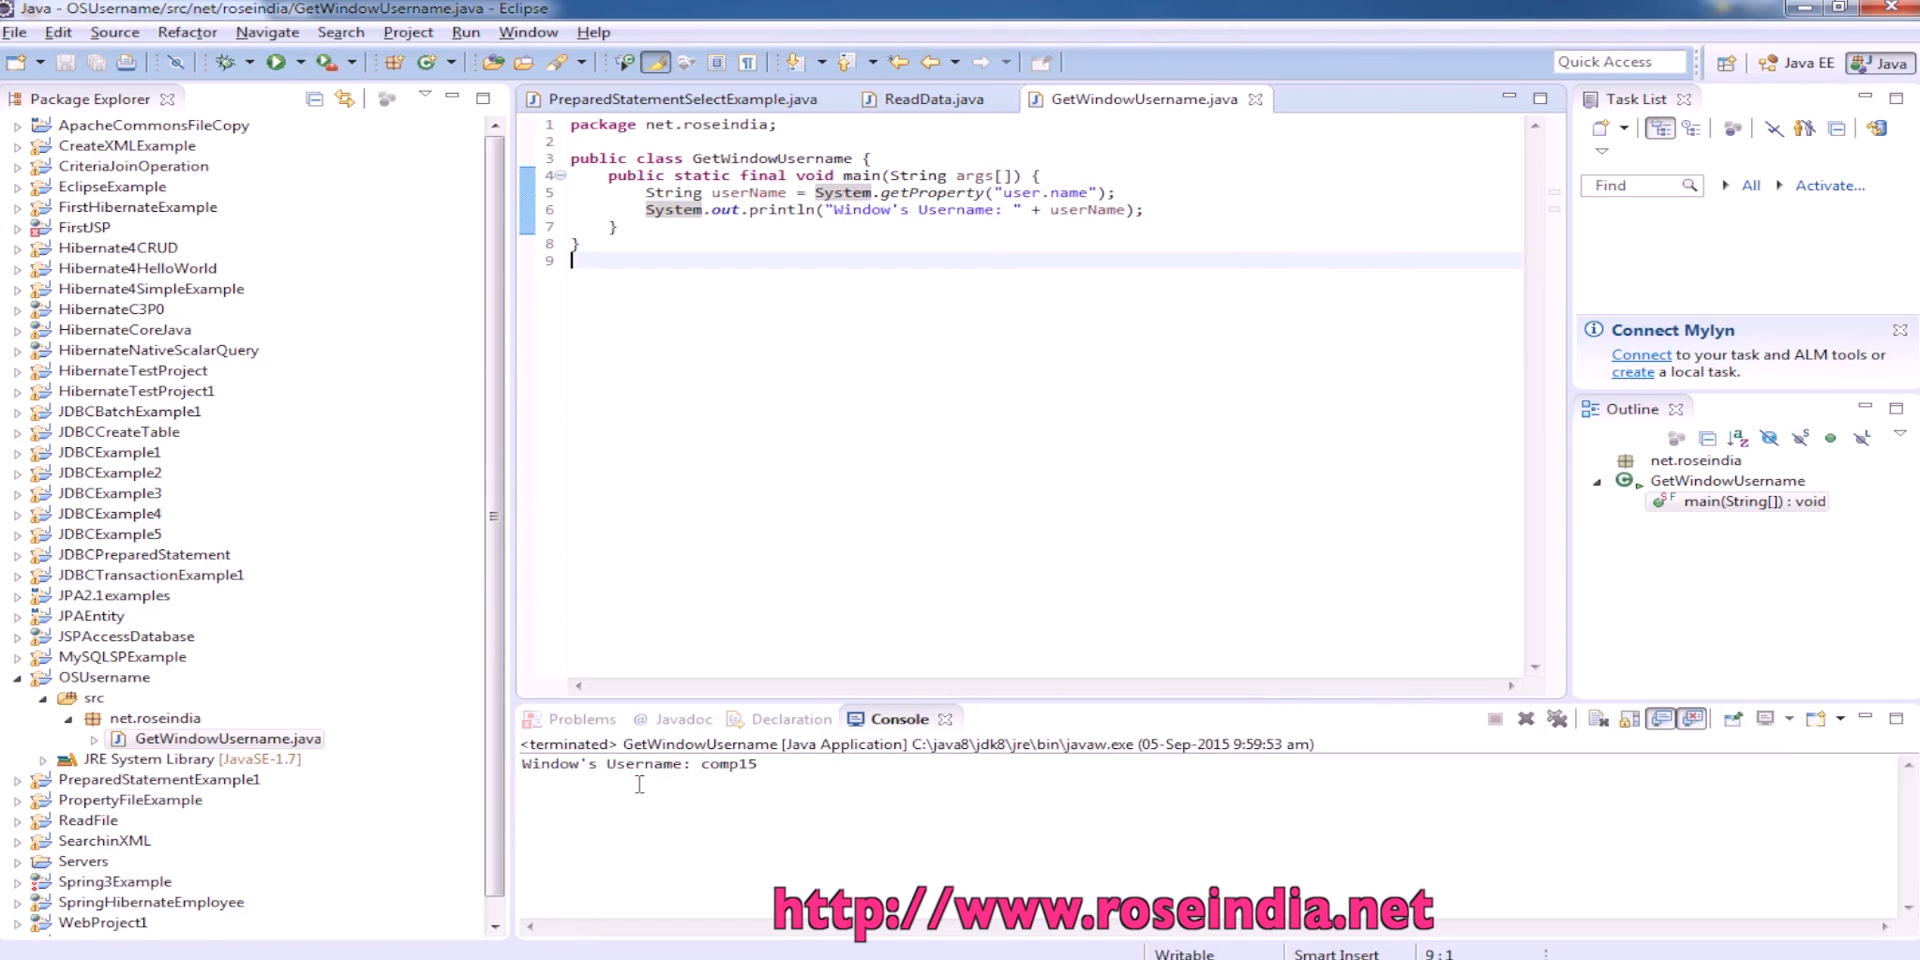 Java - OSUsername/src/net/roseindia/GetWindowUsername.java - Eclipse
File Edit Source Refactor Navigate Search Project Run Window Help
Quick Access
Java EE
Java
Package Explorer
ApacheCommonsFileCopy
CreateXMLExample
CriteriaJoinOperation
EclipseExample
FirstHibernateExample
FirstJSP
Hibernate4CRUD
Hibernate4HelloWorld
Hibernate4SimpleExample
HibernateC3P0
HibernateCoreJava
HibernateNativeScalarQuery
HibernateTestProject
HibernateTestProject1
JDBCBatchExample1
JDBCCreateTable
JDBCExample1
JDBCExample2
JDBCExample3
JDBCExample4
JDBCExample5
JDBCPreparedStatement
JDBCTransactionExample1
JPA2.1examples
JPAEntity
JSPAccessDatabase
MySQLSPExample
OSUsername
src
net.roseindia
GetWindowUsername.java
JRE System Library [JavaSE-1.7]
PreparedStatementExample1
PropertyFileExample
ReadFile
SearchinXML
Servers
Spring3Example
SpringHibernateEmployee
WebProject1
PreparedStatementSelectExample.java ReadData.java GetWindowUsername.java
1 package net.roseindia;
2
3 public class GetWindowUsername {
4 public static final void main(String args[]) {
5 String userName = System.getProperty("user.name");
6 System.out.println("Window's Username: " + userName);
7 }
8 }
9
Task List
Find All Activate...
Connect Mylyn
Connect to your task and ALM tools or
create a local task.
Outline
net.roseindia
GetWindowUsername
main(String[]) : void
Problems @ Javadoc Declaration Console
<terminated> GetWindowUsername [Java Application] C:\java8\jdk8\jre\bin\javaw.exe (05-Sep-2015 9:59:53 am)
Window's Username: comp15
http://www.roseindia.net
Writable Smart Insert 9 : 1